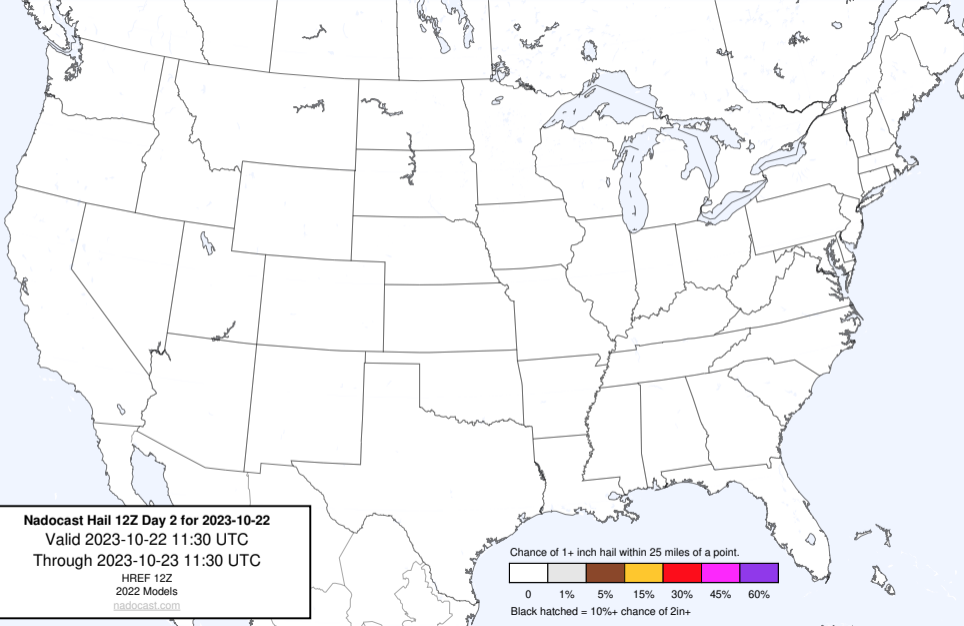 Nadocast Hail 12Z Day 2 for 2023-10-22
Valid 2023-10-22 11:30 UTC
Through 2023-10-23 11:30 UTC
HREF 12Z
2022 Models
nadocast.com
Chance of 1+ inch hail within 25 miles of a point.
0 1% 5% 15% 30% 45% 60%
Black hatched = 10%+ chance of 2in+